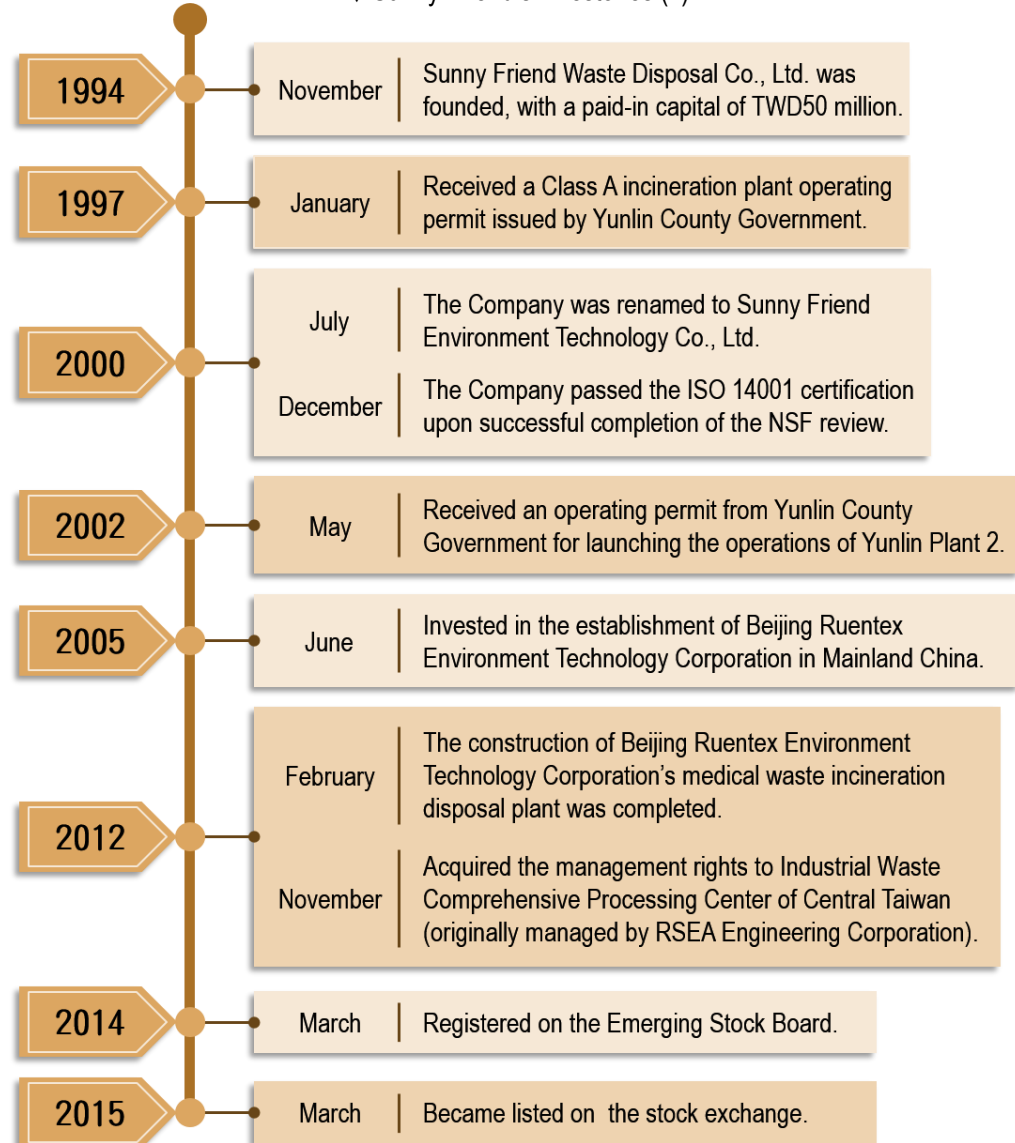 1994
November
Sunny Friend Waste Disposal Co., Ltd. was
founded, with a paid-in capital of TWD50 million.
1997
January
Received a Class A incineration plant operating
permit issued by Yunlin County Government.
2000
July
The Company was renamed to Sunny Friend
Environment Technology Co., Ltd.
December
The Company passed the ISO 14001 certification
upon successful completion of the NSF review.
2002
May
Received an operating permit from Yunlin County
Government for launching the operations of Yunlin Plant 2.
2005
June
Invested in the establishment of Beijing Ruentex
Environment Technology Corporation in Mainland China.
2012
February
The construction of Beijing Ruentex Environment
Technology Corporation’s medical waste incineration
disposal plant was completed.
November
Acquired the management rights to Industrial Waste
Comprehensive Processing Center of Central Taiwan
(originally managed by RSEA Engineering Corporation).
2014
March
Registered on the Emerging Stock Board.
2015
March
Became listed on the stock exchange.